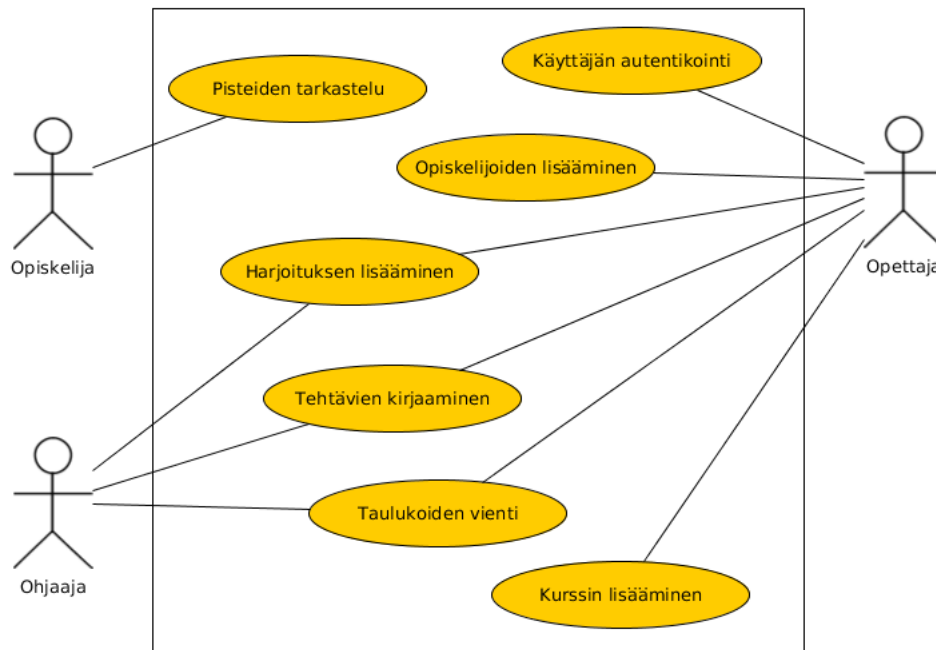 Käyttäjän autentikointi
Pisteiden tarkastelu
Opiskelijoiden lisääminen
Opiskelija
Harjoituksen lisääminen
Opettaja
Tehtävien kirjaaminen
Taulukoiden vienti
Ohjaaja
Kurssin lisääminen